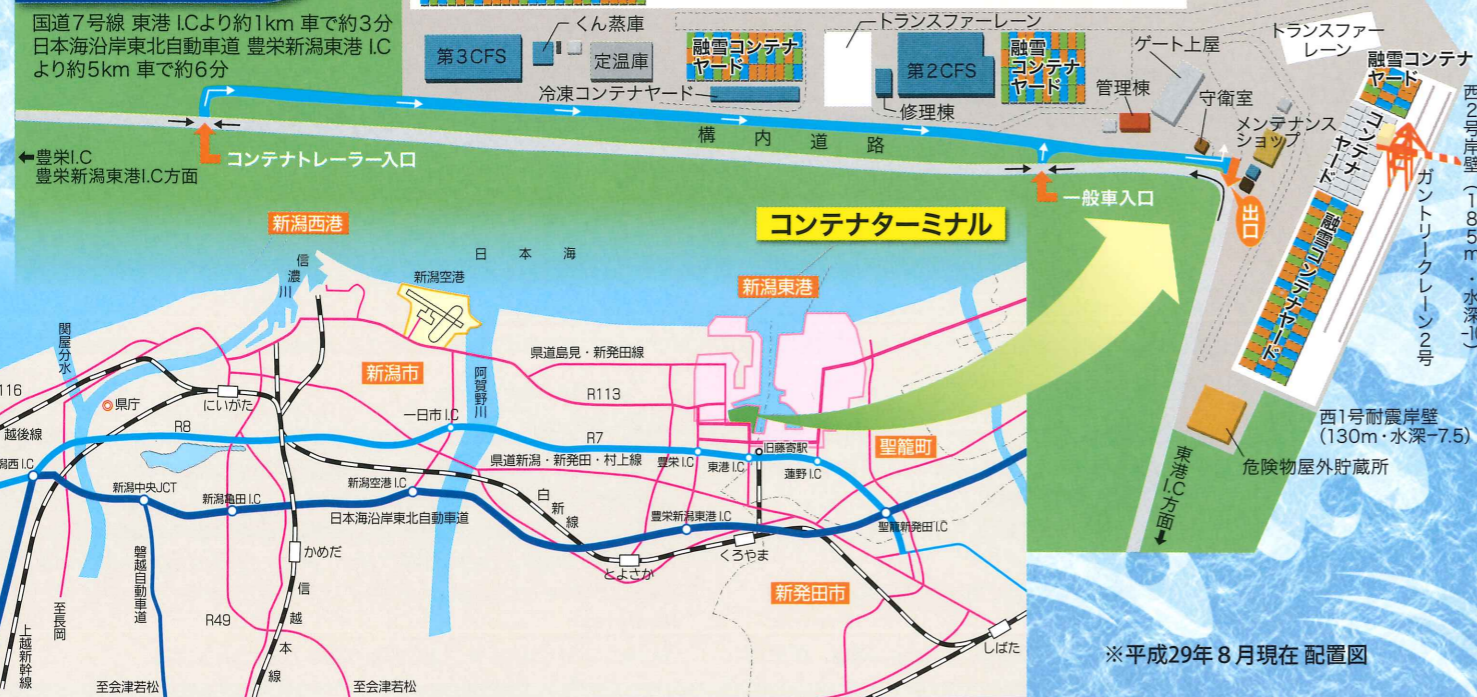 国道7号線 東港 I.Cより約1km 車で約3分
日本海沿岸東北自動車道 豊栄新潟東港 I.C
より約5km 車で約6分
第3CFS
くん蒸庫
定温庫
融雪コンテナ
ヤード
冷凍コンテナヤード
トランスファーレーン
第2CFS
修理棟
融雪
コンテナ
ヤード
ゲート上屋
管理棟
守衛室
メンテナンス
ショップ
トランスファー
レーン
融雪コンテナ
ヤード
コンテナ
ヤード
融雪コンテナヤード
ガントリークレーン2号
西2号岸壁（185m・水深-10）
構内道路
←豊栄I.C
豊栄新潟東港I.C方面
コンテナトレーラー入口
一般車入口
出口
西1号耐震岸壁
(130m・水深-7.5)
危険物屋外貯蔵所
東港I.C方面
コンテナターミナル
新潟西港
日本海
信濃川
新潟空港
新潟東港
関屋分水
県道島見・新発田線
新潟市
阿賀野川
R113
116
県庁
にいがた
一日市 I.C
越後線
R8
R7
旧藤寄駅
聖籠町
潟西 I.C
県道新潟・新発田・村上線
豊栄 I.C
東港 I.C
蓮野 I.C
新潟中央JCT
新潟亀田 I.C
新潟空港 I.C
日本海沿岸東北自動車道
白新線
豊栄新潟東港 I.C
聖籠新発田 I.C
磐越自動車道
かめだ
とよさか
くろやま
新発田市
至長岡
R49
信越本線
上越新幹線
しばた
至会津若松
至会津若松
※平成29年8月現在 配置図